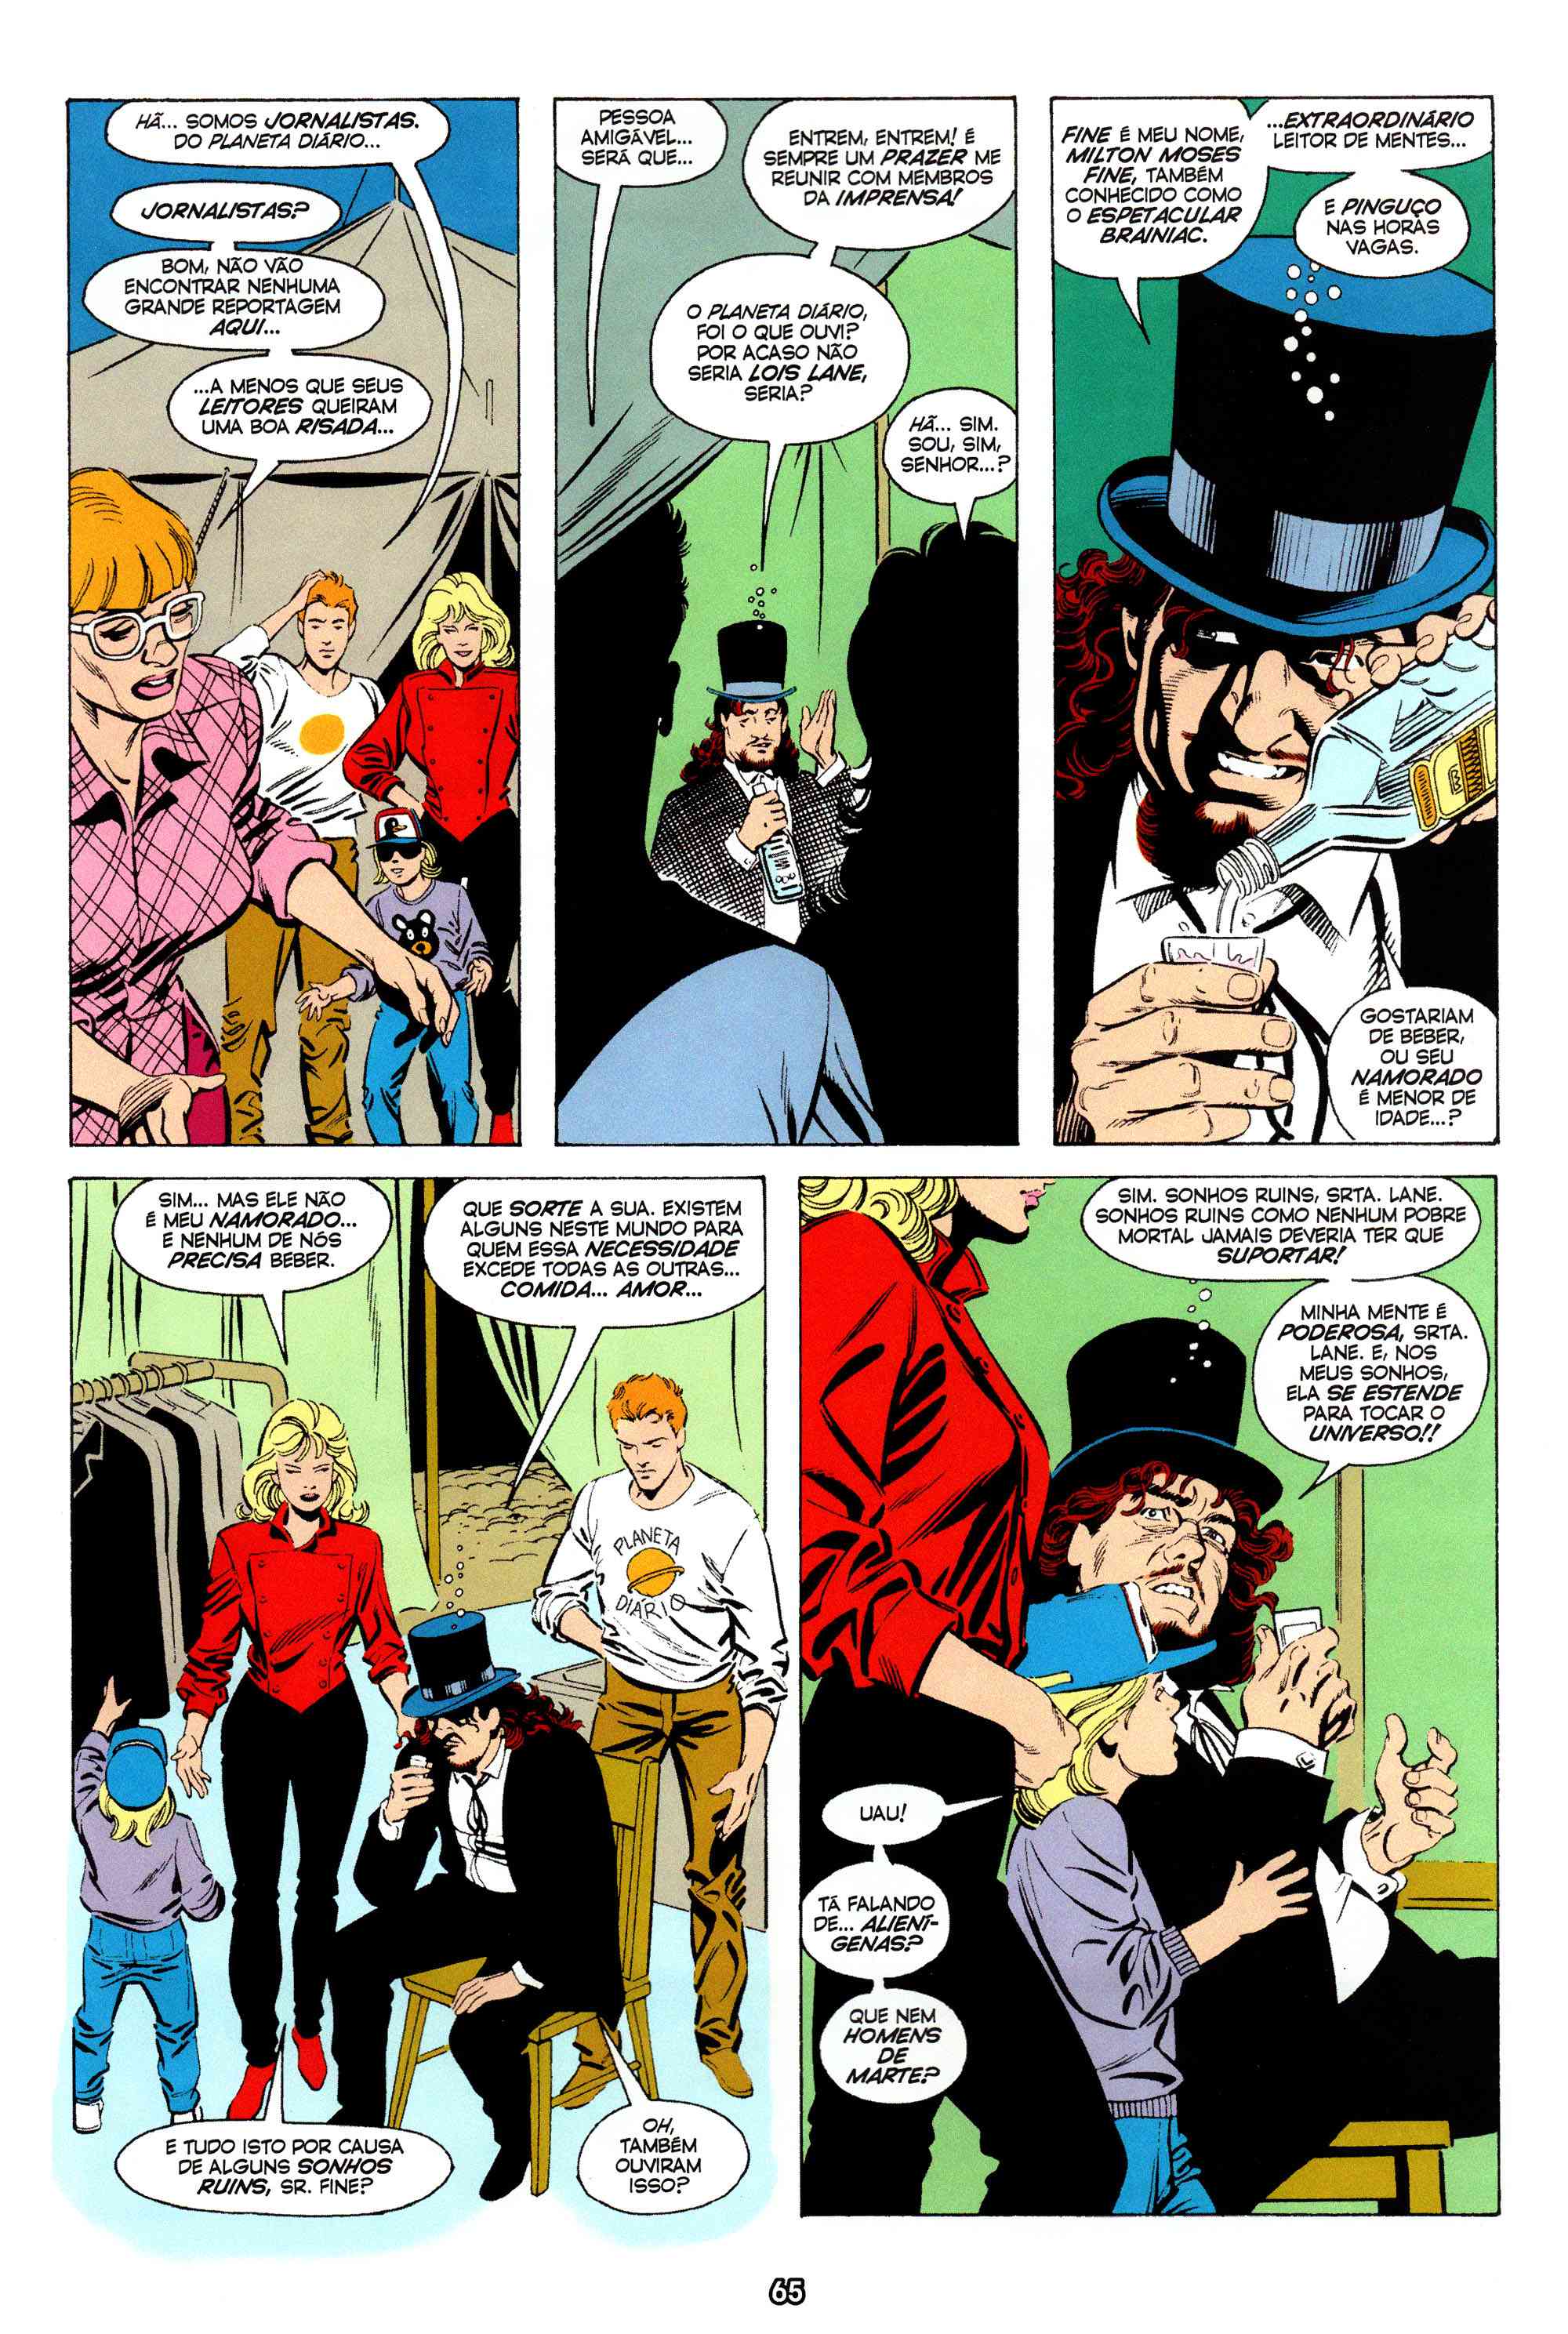 HÃ... SOMOS JORNALISTAS.
DO PLANETA DIÁRIO...
JORNALISTAS?
BOM, NÃO VÃO
ENCONTRAR NENHUMA
GRANDE REPORTAGEM
AQUI...
...A MENOS QUE SEUS
LEITORES QUEIRAM
UMA BOA RISADA...
PESSOA
AMIGÁVEL...
SERÁ QUE...
ENTREM, ENTREM! É
SEMPRE UM PRAZER ME
REUNIR COM MEMBROS
DA IMPRENSA!
O PLANETA DIÁRIO,
FOI O QUE OUVI?
POR ACASO NÃO
SERIA LOIS LANE,
SERIA?
HÃ... SIM.
SOU, SIM,
SENHOR...?
FINE É MEU NOME,
MILTON MOSES
FINE, TAMBÉM
CONHECIDO COMO
O ESPETACULAR
BRAINIAC.
...EXTRAORDINÁRIO
LEITOR DE MENTES...
E PINGUÇO
NAS HORAS
VAGAS.
GOSTARIAM
DE BEBER,
OU SEU
NAMORADO
É MENOR DE
IDADE...?
SIM... MAS ELE NÃO
É MEU NAMORADO...
E NENHUM DE NÓS
PRECISA BEBER.
QUE SORTE A SUA. EXISTEM
ALGUNS NESTE MUNDO PARA
QUEM ESSA NECESSIDADE
EXCEDE TODAS AS OUTRAS...
COMIDA... AMOR...
PLANETA
DIÁRIO
E TUDO ISTO POR CAUSA
DE ALGUNS SONHOS
RUINS, SR. FINE?
OH,
TAMBÉM
OUVIRAM
ISSO?
SIM. SONHOS RUINS, SRTA. LANE.
SONHOS RUINS COMO NENHUM POBRE
MORTAL JAMAIS DEVERIA TER QUE
SUPORTAR!
MINHA MENTE É
PODEROSA, SRTA.
LANE. E, NOS
MEUS SONHOS,
ELA SE ESTENDE
PARA TOCAR O
UNIVERSO!!
UAU!
TÁ FALANDO
DE... ALIENÍ-
GENAS?
QUE NEM
HOMENS
DE
MARTE?
65